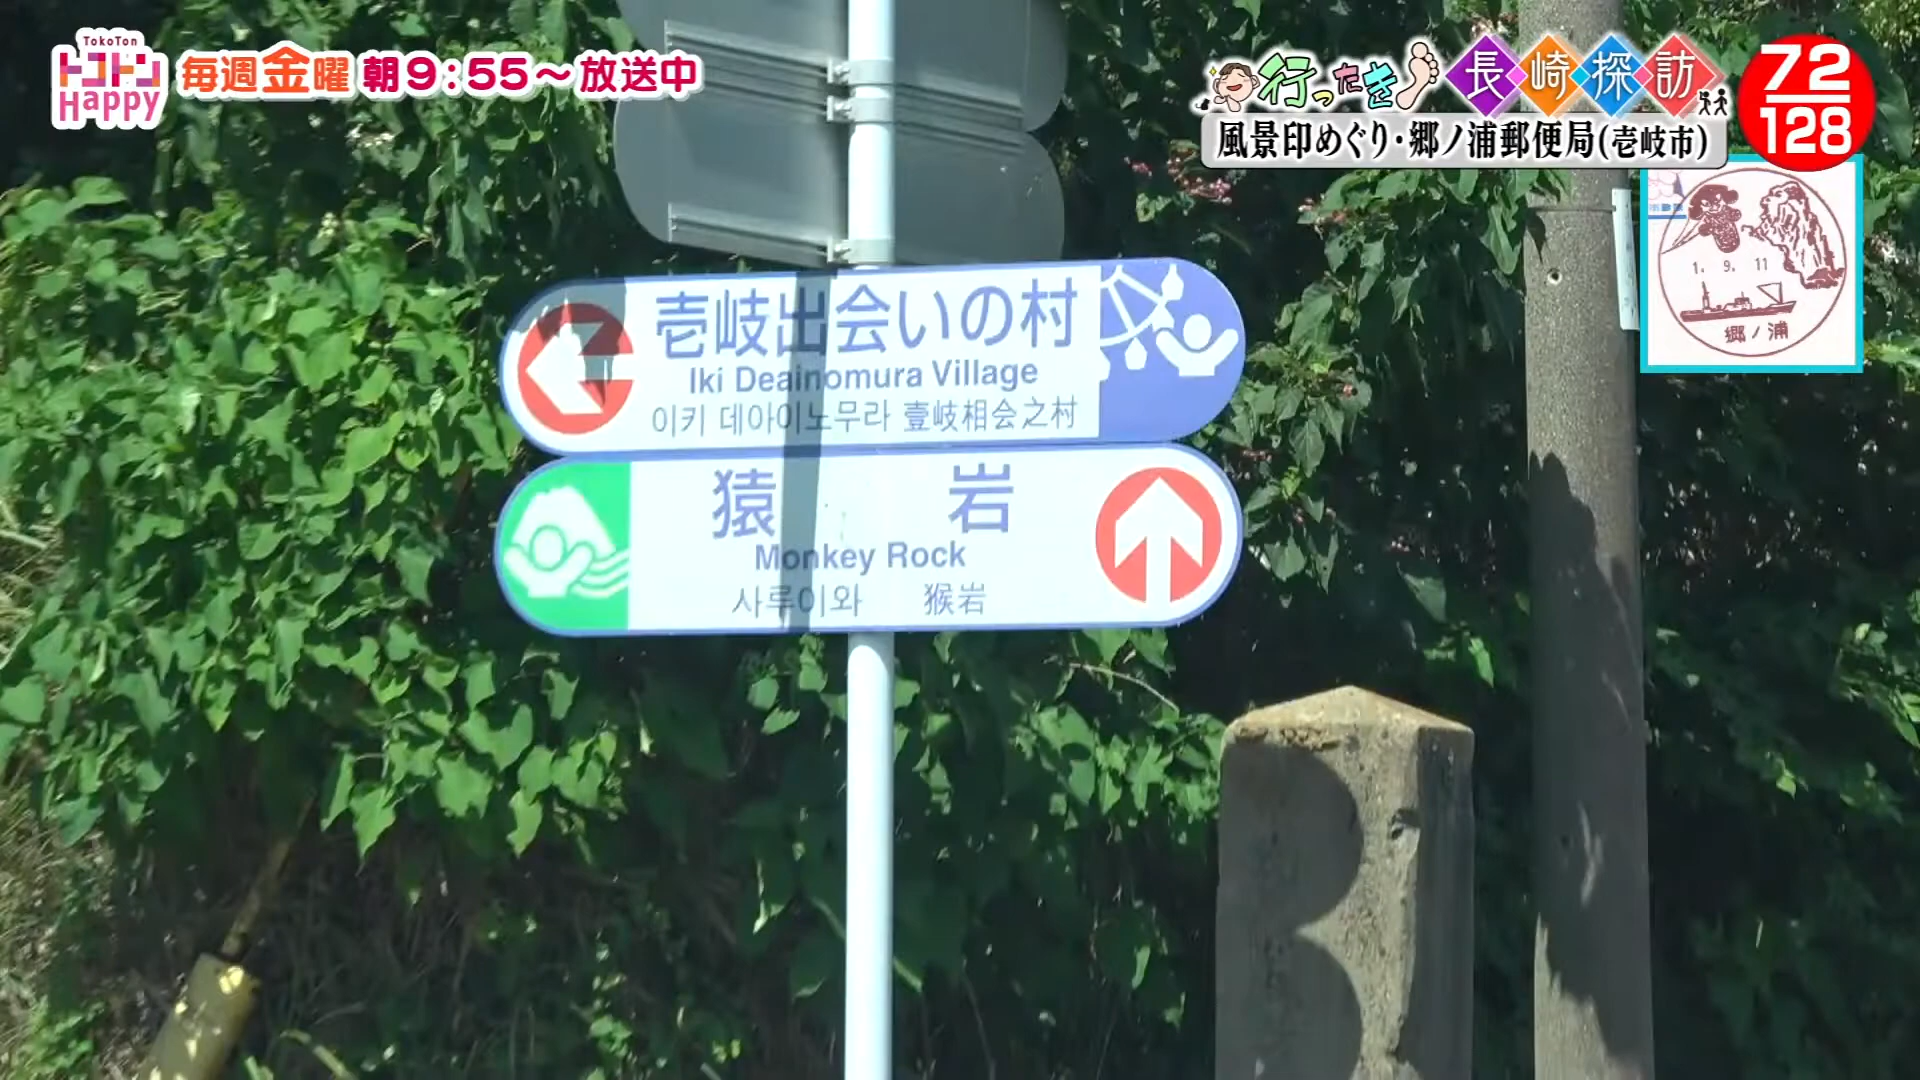 TokoTon
トコトン
Happy
毎週金曜 朝9:55~放送中
行ったき 長崎探訪
風景印めぐり・郷ノ浦郵便局(壱岐市)
72
128
1. 9. 11
郷ノ浦
壱岐出会いの村
Iki Deainomura Village
이키 데아이노무라 壹岐相会之村
猿岩
Monkey Rock
사루이와 猴岩